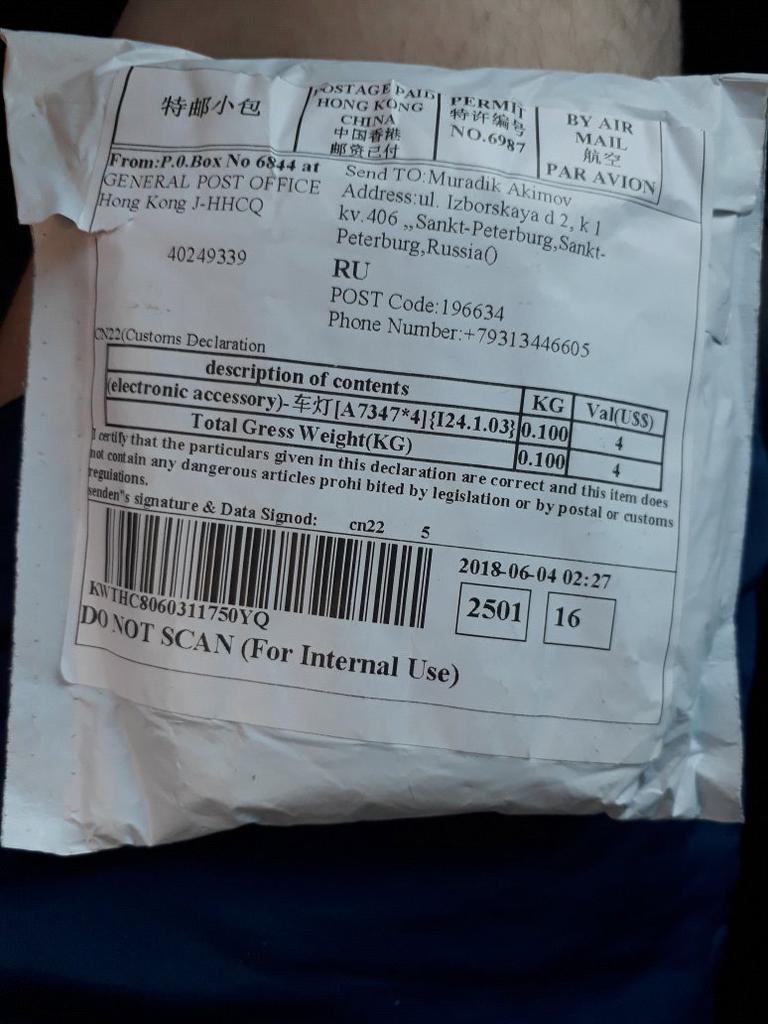 特邮小包
POSTAGE PAID
HONG KONG
CHINA
中国香港
邮资已付
PERMIT
特许编号
NO.6987
BY AIR
MAIL
航空
PAR AVION
From:P.O.Box No 6844 at
GENERAL POST OFFICE
Hong Kong J-HHCQ
40249339
Send TO:Muradik Akimov
Address:ul. Izborskaya d 2, k 1
kv.406 ,,Sankt-Peterburg,Sankt-
Peterburg,Russia()
RU
POST Code:196634
Phone Number:+79313446605
CN22(Customs Declaration
description of contents KG Val(US$)
(electronic accessory)-车灯[A7347*4]{I24.1.03} 0.100 4
Total Gress Weight(KG) 0.100 4
I certify that the particulars given in this declaration are correct and this item does
not contain any dangerous articles prohi bited by legislation or by postal or customs
regulations.
senden"s signature & Data Signod: cn22 5
2018-06-04 02:27
KWTHC8060311750YQ
2501 16
DO NOT SCAN (For Internal Use)